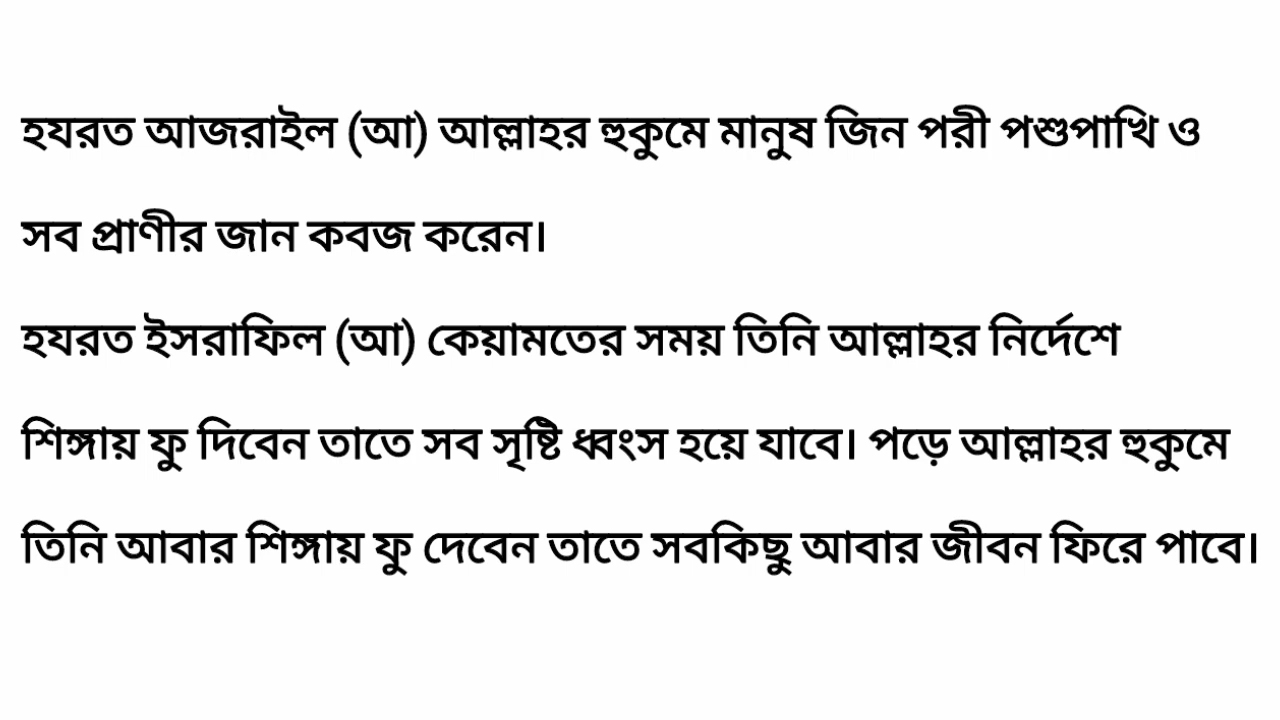 হযরত আজরাইল (আ) আল্লাহর হুকুমে মানুষ জিন পরী পশুপাখি ও
সব প্রাণীর জান কবজ করেন।
হযরত ইসরাফিল (আ) কেয়ামতের সময় তিনি আল্লাহর নির্দেশে
শিঙ্গায় ফু দিবেন তাতে সব সৃষ্টি ধ্বংস হয়ে যাবে। পড়ে আল্লাহর হুকুমে
তিনি আবার শিঙ্গায় ফু দেবেন তাতে সবকিছু আবার জীবন ফিরে পাবে।